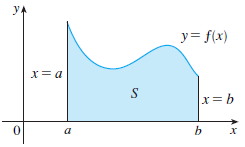 y
y = f(x)
x = a
S
x = b
0 a b x